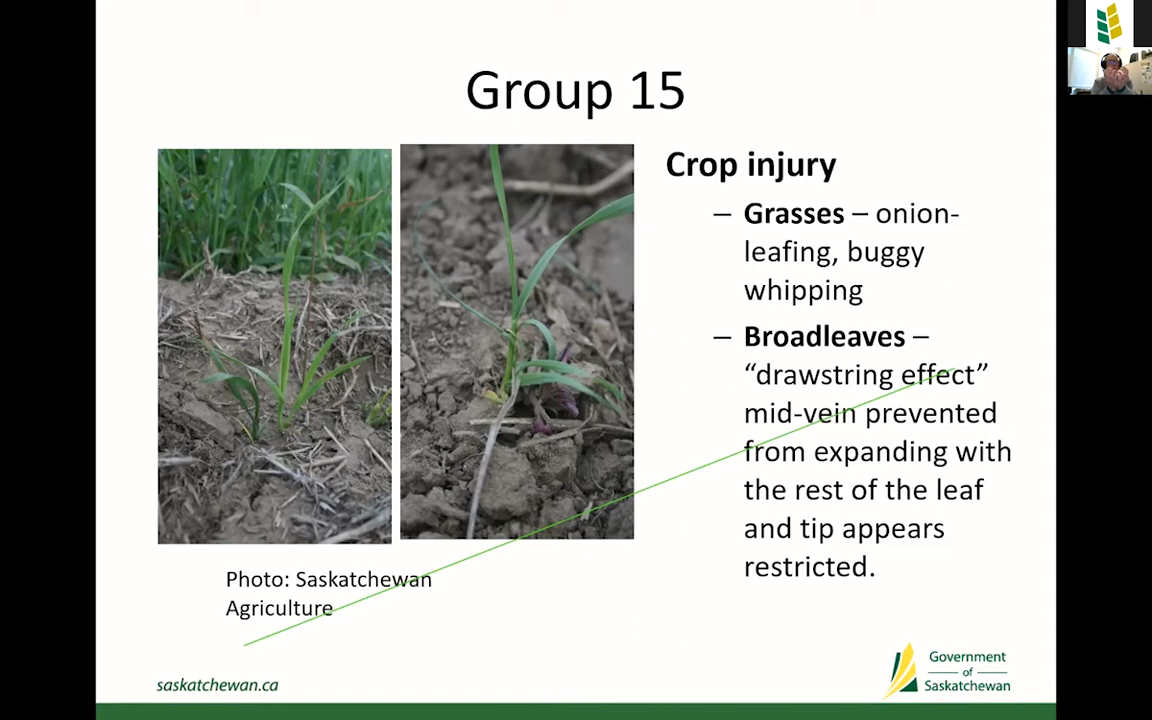 Group 15
Crop injury
– Grasses – onion-
leafing, buggy
whipping
– Broadleaves –
“drawstring effect”
mid-vein prevented
from expanding with
the rest of the leaf
and tip appears
restricted.
Photo: Saskatchewan
Agriculture
saskatchewan.ca
Government
of
Saskatchewan